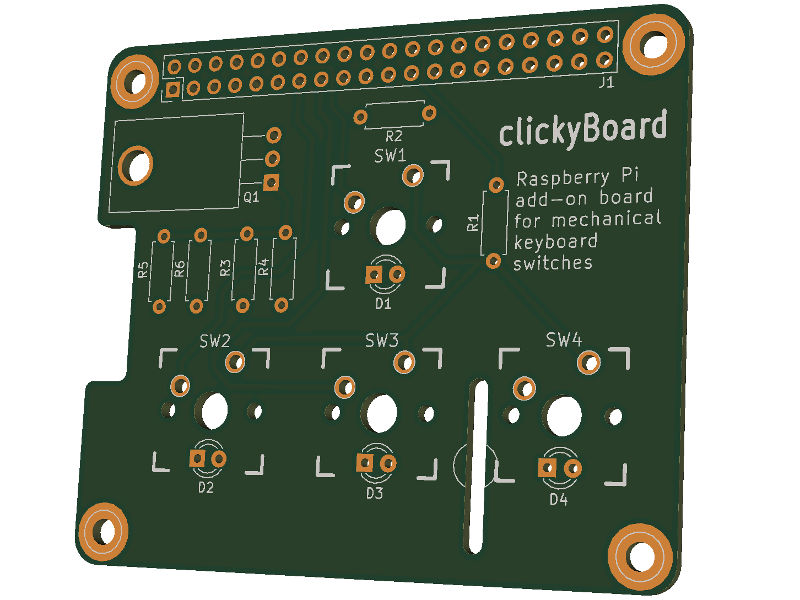 J1
R2
clickyBoard
SW1
Raspberry Pi
add-on board
for mechanical
keyboard
switches
Q1
R1
R5
R6
R3
R4
D1
SW2
SW3
SW4
D2
D3
D4